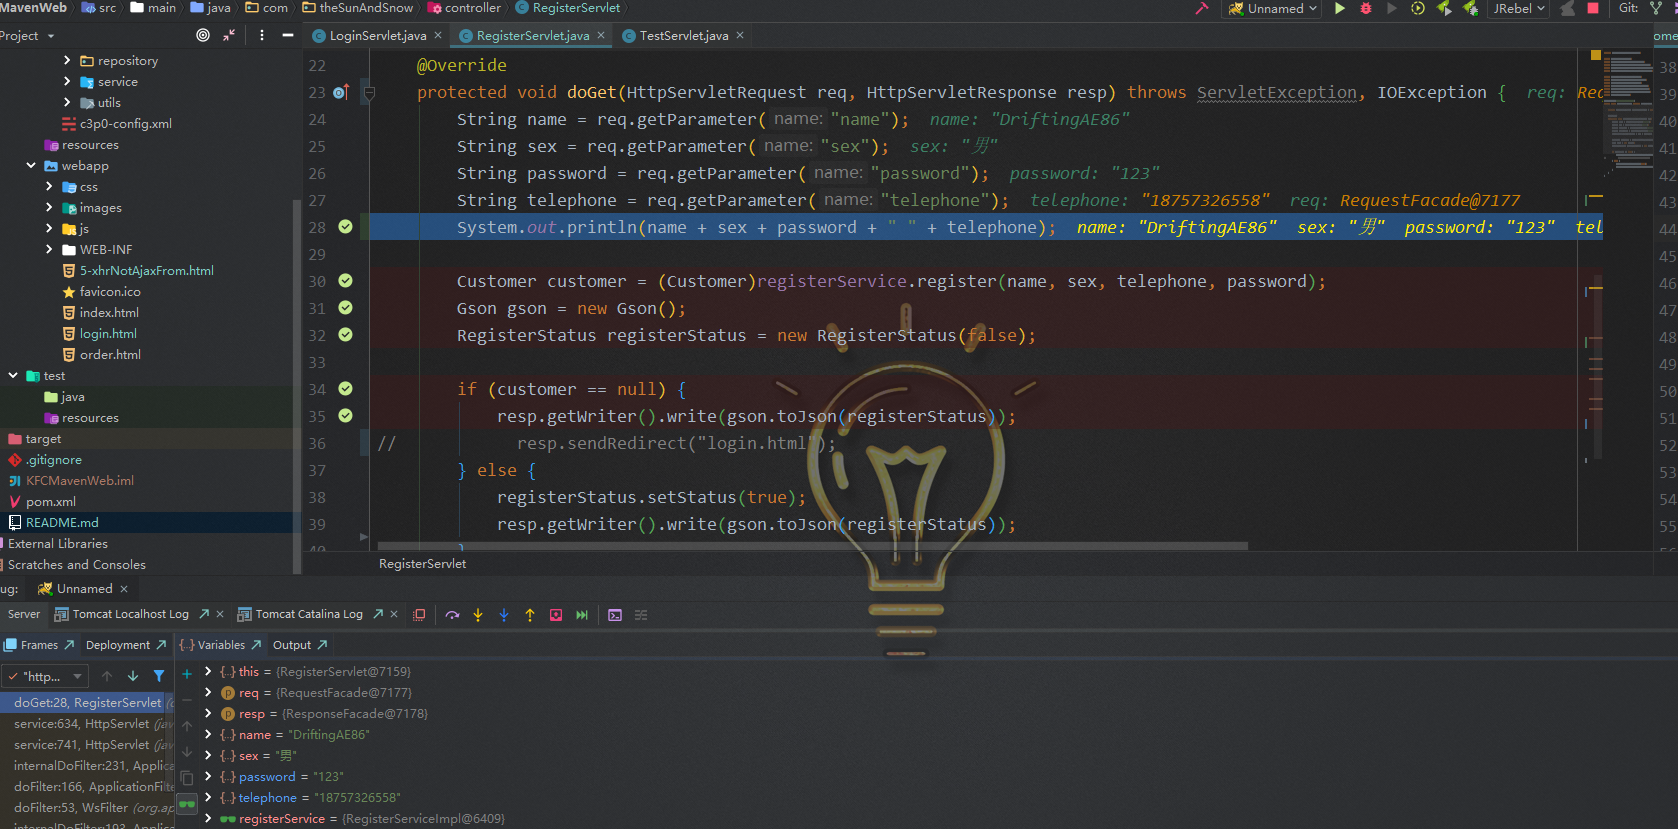 MavenWeb src main java com theSunAndSnow controller RegisterServlet Unnamed JRebel Git:
Project
LoginServlet.java RegisterServlet.java TestServlet.java
repository
service
utils
c3p0-config.xml
resources
webapp
css
images
js
WEB-INF
5-xhrNotAjaxFrom.html
favicon.ico
index.html
login.html
order.html
test
java
resources
target
.gitignore
KFCMavenWeb.iml
pom.xml
README.md
External Libraries
Scratches and Consoles
22 @Override
23 protected void doGet(HttpServletRequest req, HttpServletResponse resp) throws ServletException, IOException { req: Rec
24 String name = req.getParameter( name: "name"); name: "DriftingAE86"
25 String sex = req.getParameter( name: "sex"); sex: "男"
26 String password = req.getParameter( name: "password"); password: "123"
27 String telephone = req.getParameter( name: "telephone"); telephone: "18757326558" req: RequestFacade@7177
28 System.out.println(name + sex + password + " " + telephone); name: "DriftingAE86" sex: "男" password: "123" tel
29
30 Customer customer = (Customer)registerService.register(name, sex, telephone, password);
31 Gson gson = new Gson();
32 RegisterStatus registerStatus = new RegisterStatus(false);
33
34 if (customer == null) {
35 resp.getWriter().write(gson.toJson(registerStatus));
36 // resp.sendRedirect("login.html");
37 } else {
38 registerStatus.setStatus(true);
39 resp.getWriter().write(gson.toJson(registerStatus));
40 }
ome
38
39
40
41
42
43
44
45
46
47
48
49
50
51
52
53
54
55
RegisterServlet
ug: Unnamed
Server Tomcat Localhost Log Tomcat Catalina Log
Frames Deployment Variables Output
"http...
doGet:28, RegisterServlet (c
service:634, HttpServlet (jav
service:741, HttpServlet (jav
internalDoFilter:231, Applica
doFilter:166, ApplicationFilte
doFilter:53, WsFilter (org.ap
internalDoFilter:193, Applica
this = {RegisterServlet@7159}
req = {RequestFacade@7177}
resp = {ResponseFacade@7178}
name = "DriftingAE86"
sex = "男"
password = "123"
telephone = "18757326558"
registerService = {RegisterServiceImpl@6409}